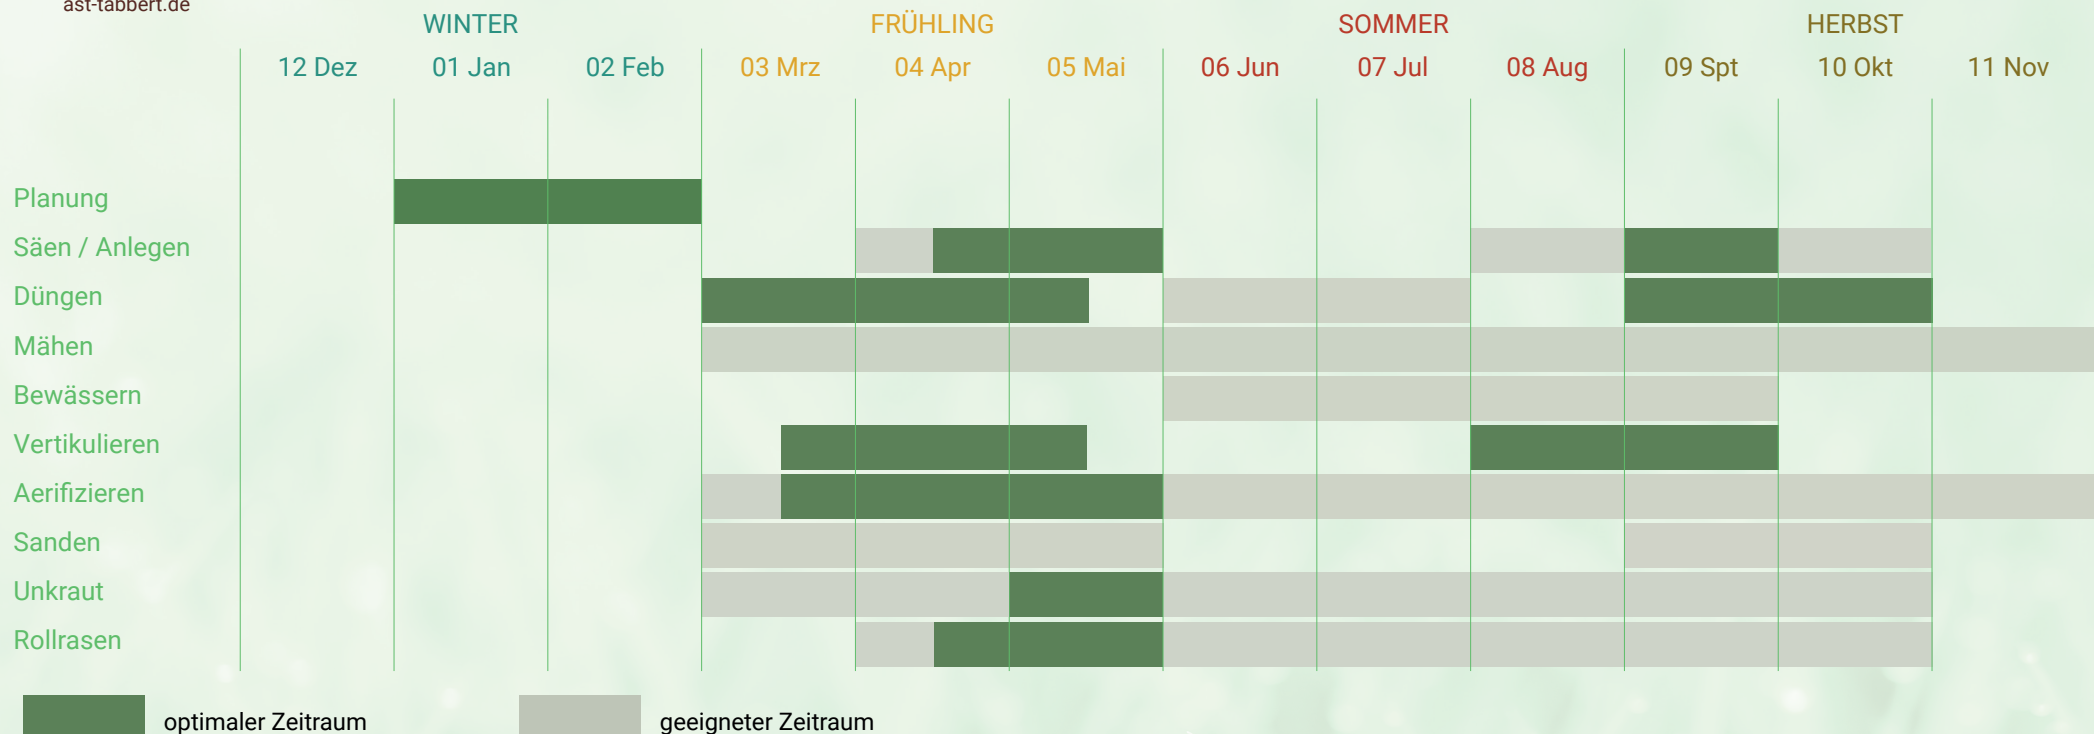 ast-tabbert.de
WINTER FRÜHLING SOMMER HERBST
12 Dez 01 Jan 02 Feb 03 Mrz 04 Apr 05 Mai 06 Jun 07 Jul 08 Aug 09 Spt 10 Okt 11 Nov
Planung
Säen / Anlegen
Düngen
Mähen
Bewässern
Vertikulieren
Aerifizieren
Sanden
Unkraut
Rollrasen
optimaler Zeitraum geeigneter Zeitraum